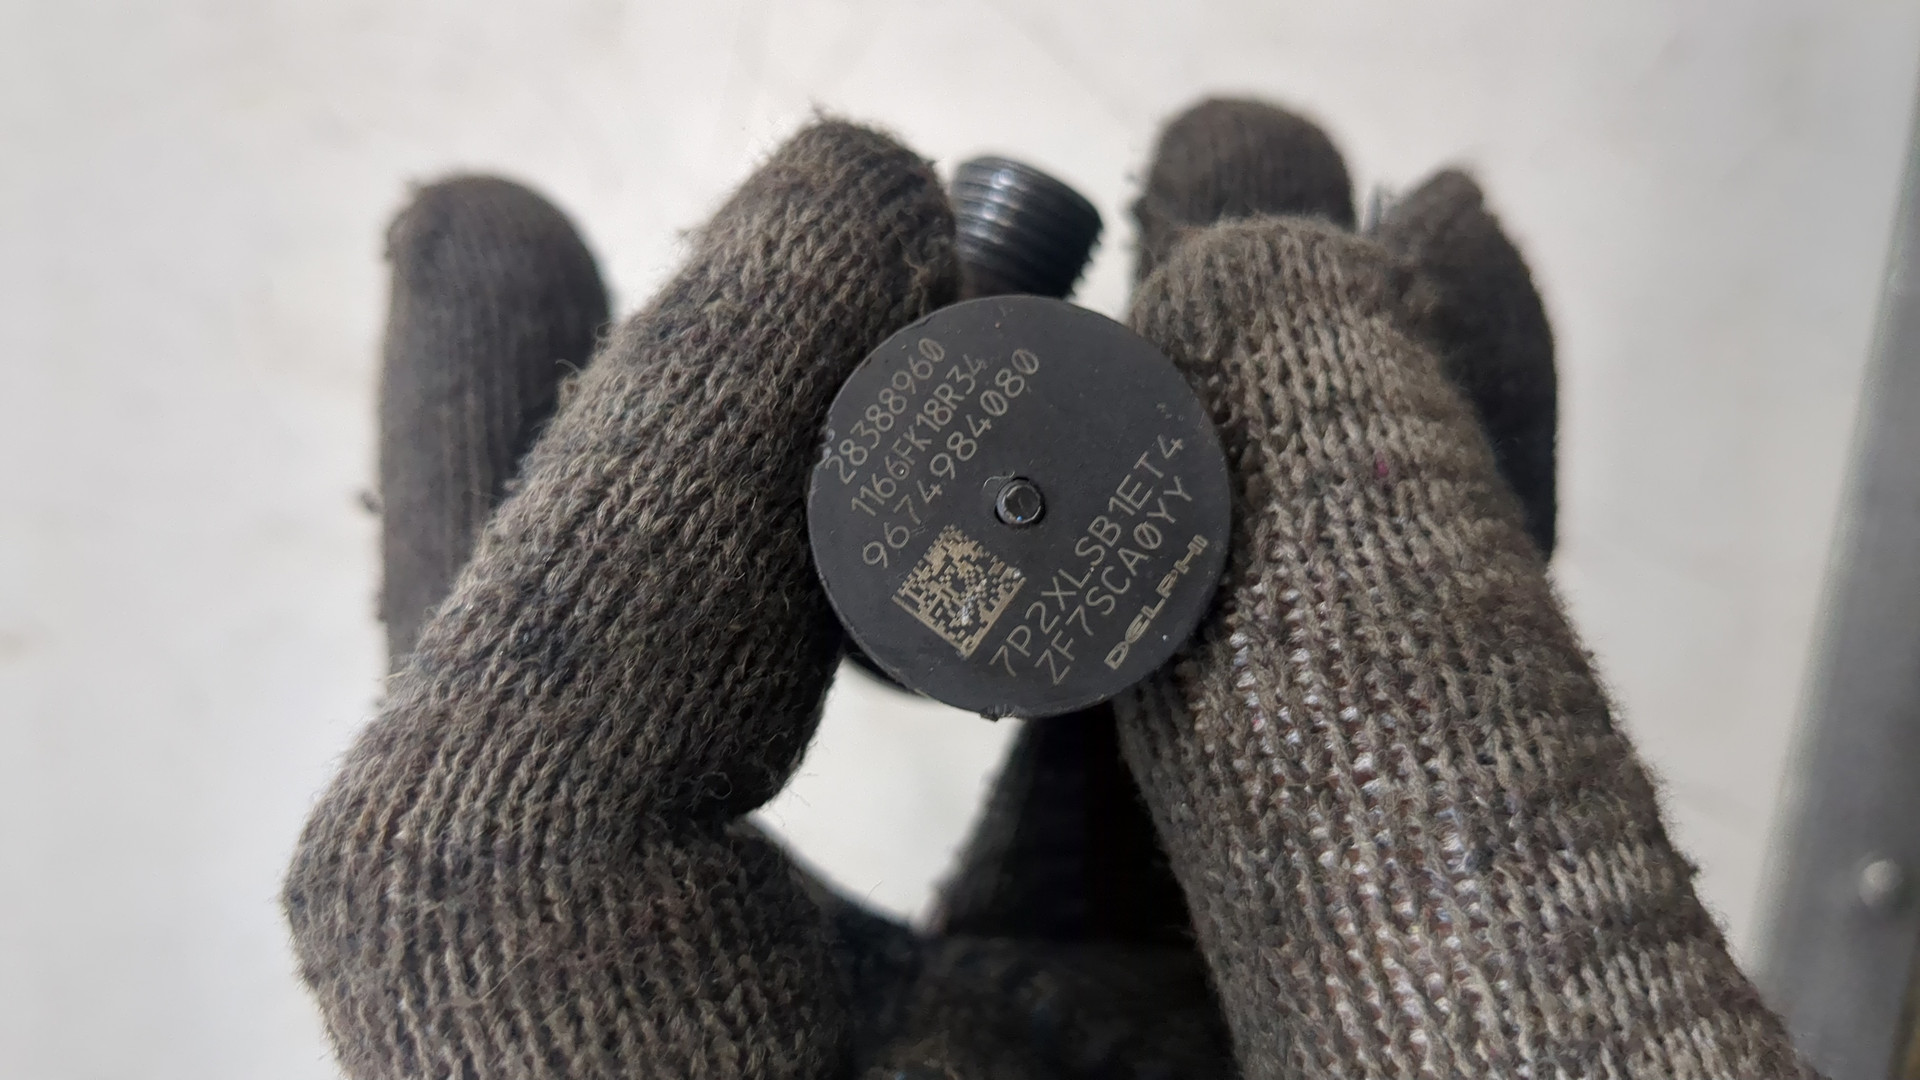 28388960
1166FK18R34
9674984080
7P2XLSB1ET4
ZF7SCA0YY
DELPHI